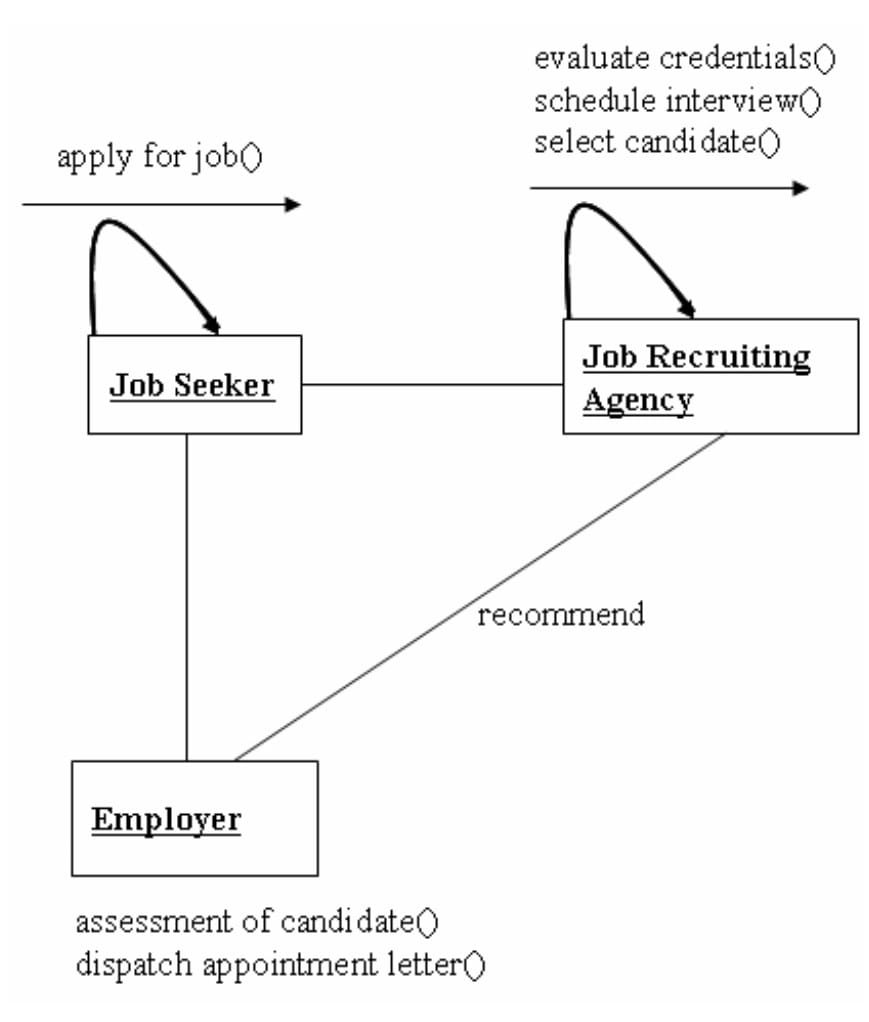 evaluate credentials()
schedule interview()
select candidate()
apply for job()
Job Seeker
Job Recruiting
Agency
recommend
Employer
assessment of candidate()
dispatch appointment letter()